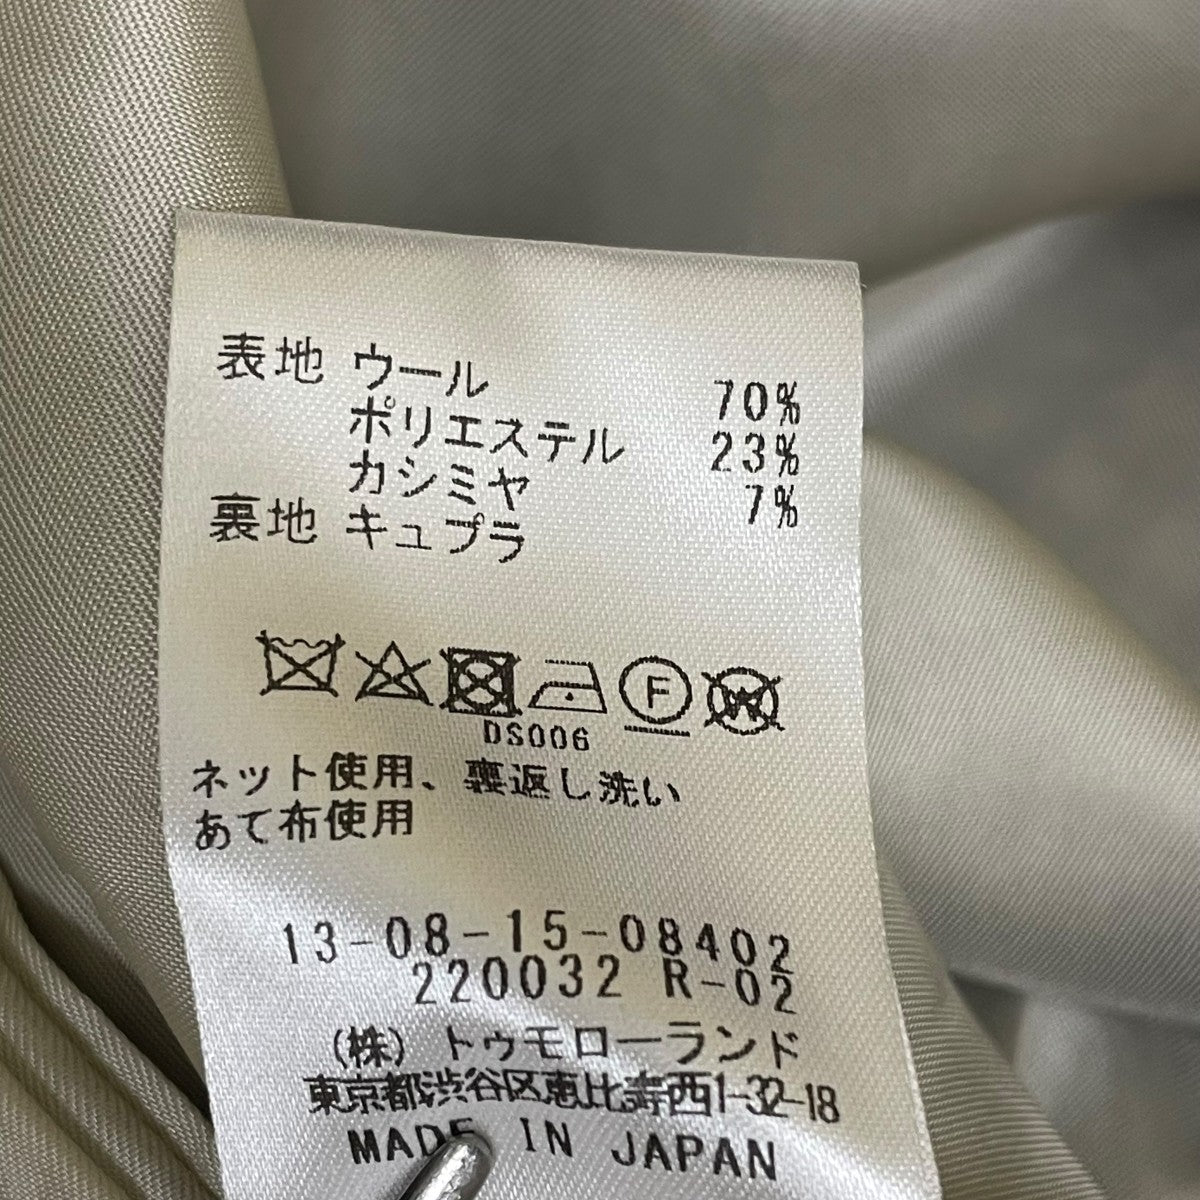 表地 ウール 70%
ポリエステル 23%
カシミヤ 7%
裏地 キュプラ
F W
DS006
ネット使用、裏返し洗い
あて布使用
13-08-15-08402
220032 R-02
(株) トゥモローランド
東京都渋谷区恵比寿西1-32-18
MADE IN JAPAN